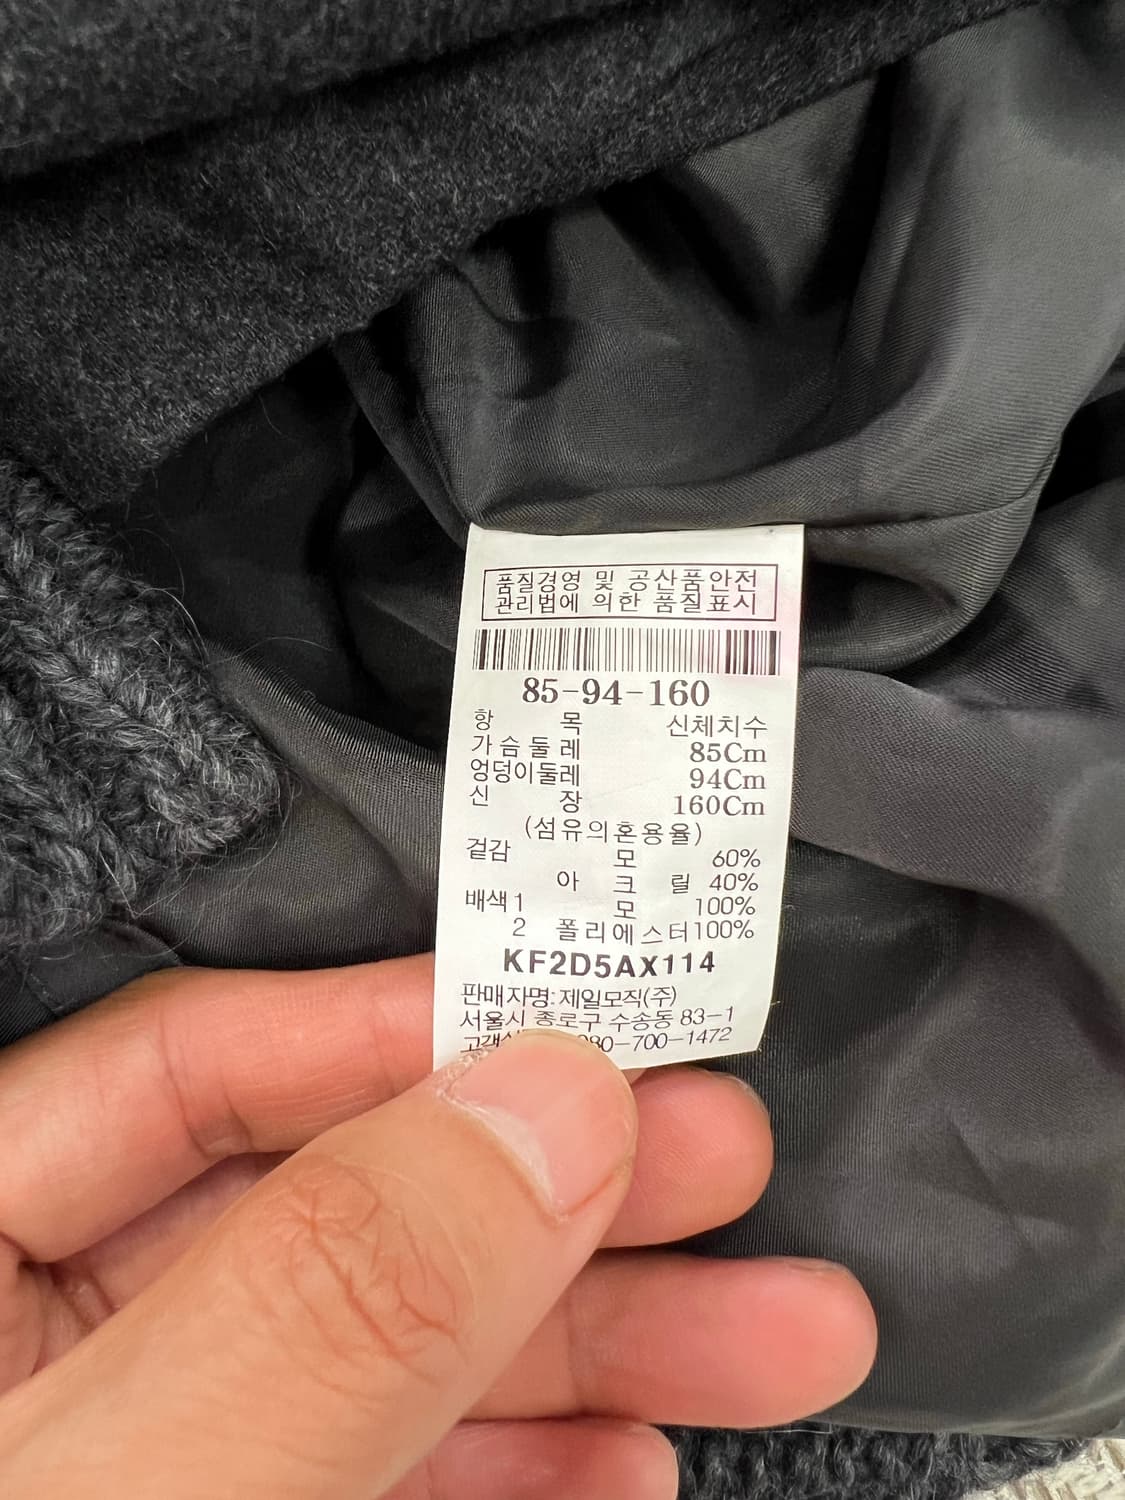 품질경영 및 공산품안전
관리법에 의한 품질표시
85-94-160
항 목 신체치수
가슴둘레 85Cm
엉덩이둘레 94Cm
신 장 160Cm
(섬유의혼용율)
겉감 모 60%
아 크 릴 40%
배색1 모 100%
2 폴리에스터100%
KF2D5AX114
판매자명:제일모직(주)
서울시 종로구 수송동 83-1
80-700-1472